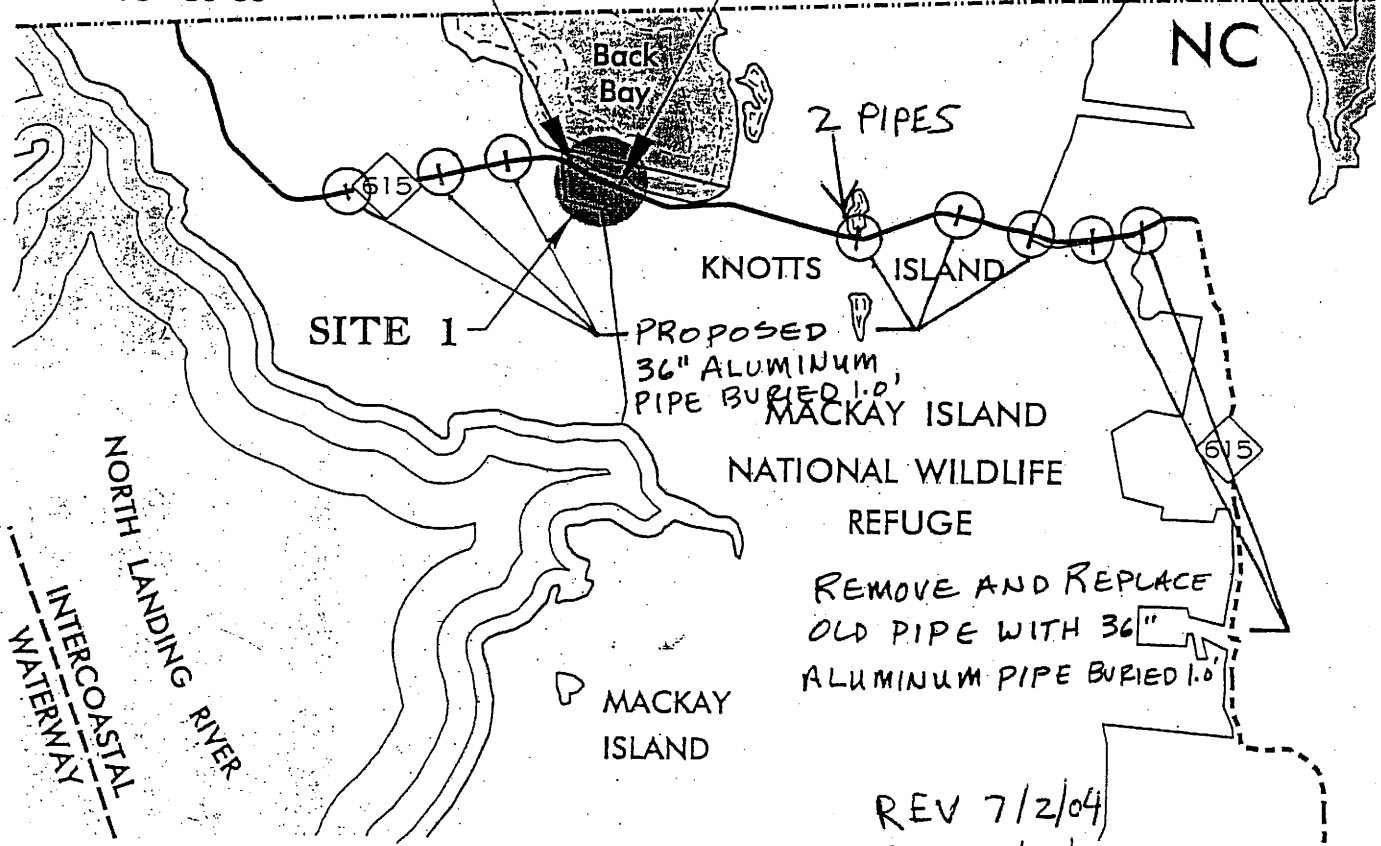 NC
Back
Bay
2 PIPES
615
KNOTTS ISLAND
SITE 1
PROPOSED
36" ALUMINUM
PIPE BURIED 1.0'
MACKAY ISLAND
NATIONAL WILDLIFE
REFUGE
615
NORTH LANDING RIVER
INTERCOASTAL
WATERWAY
REMOVE AND REPLACE
OLD PIPE WITH 36"
ALUMINUM PIPE BURIED 1.0'
MACKAY
ISLAND
REV 7/2/04